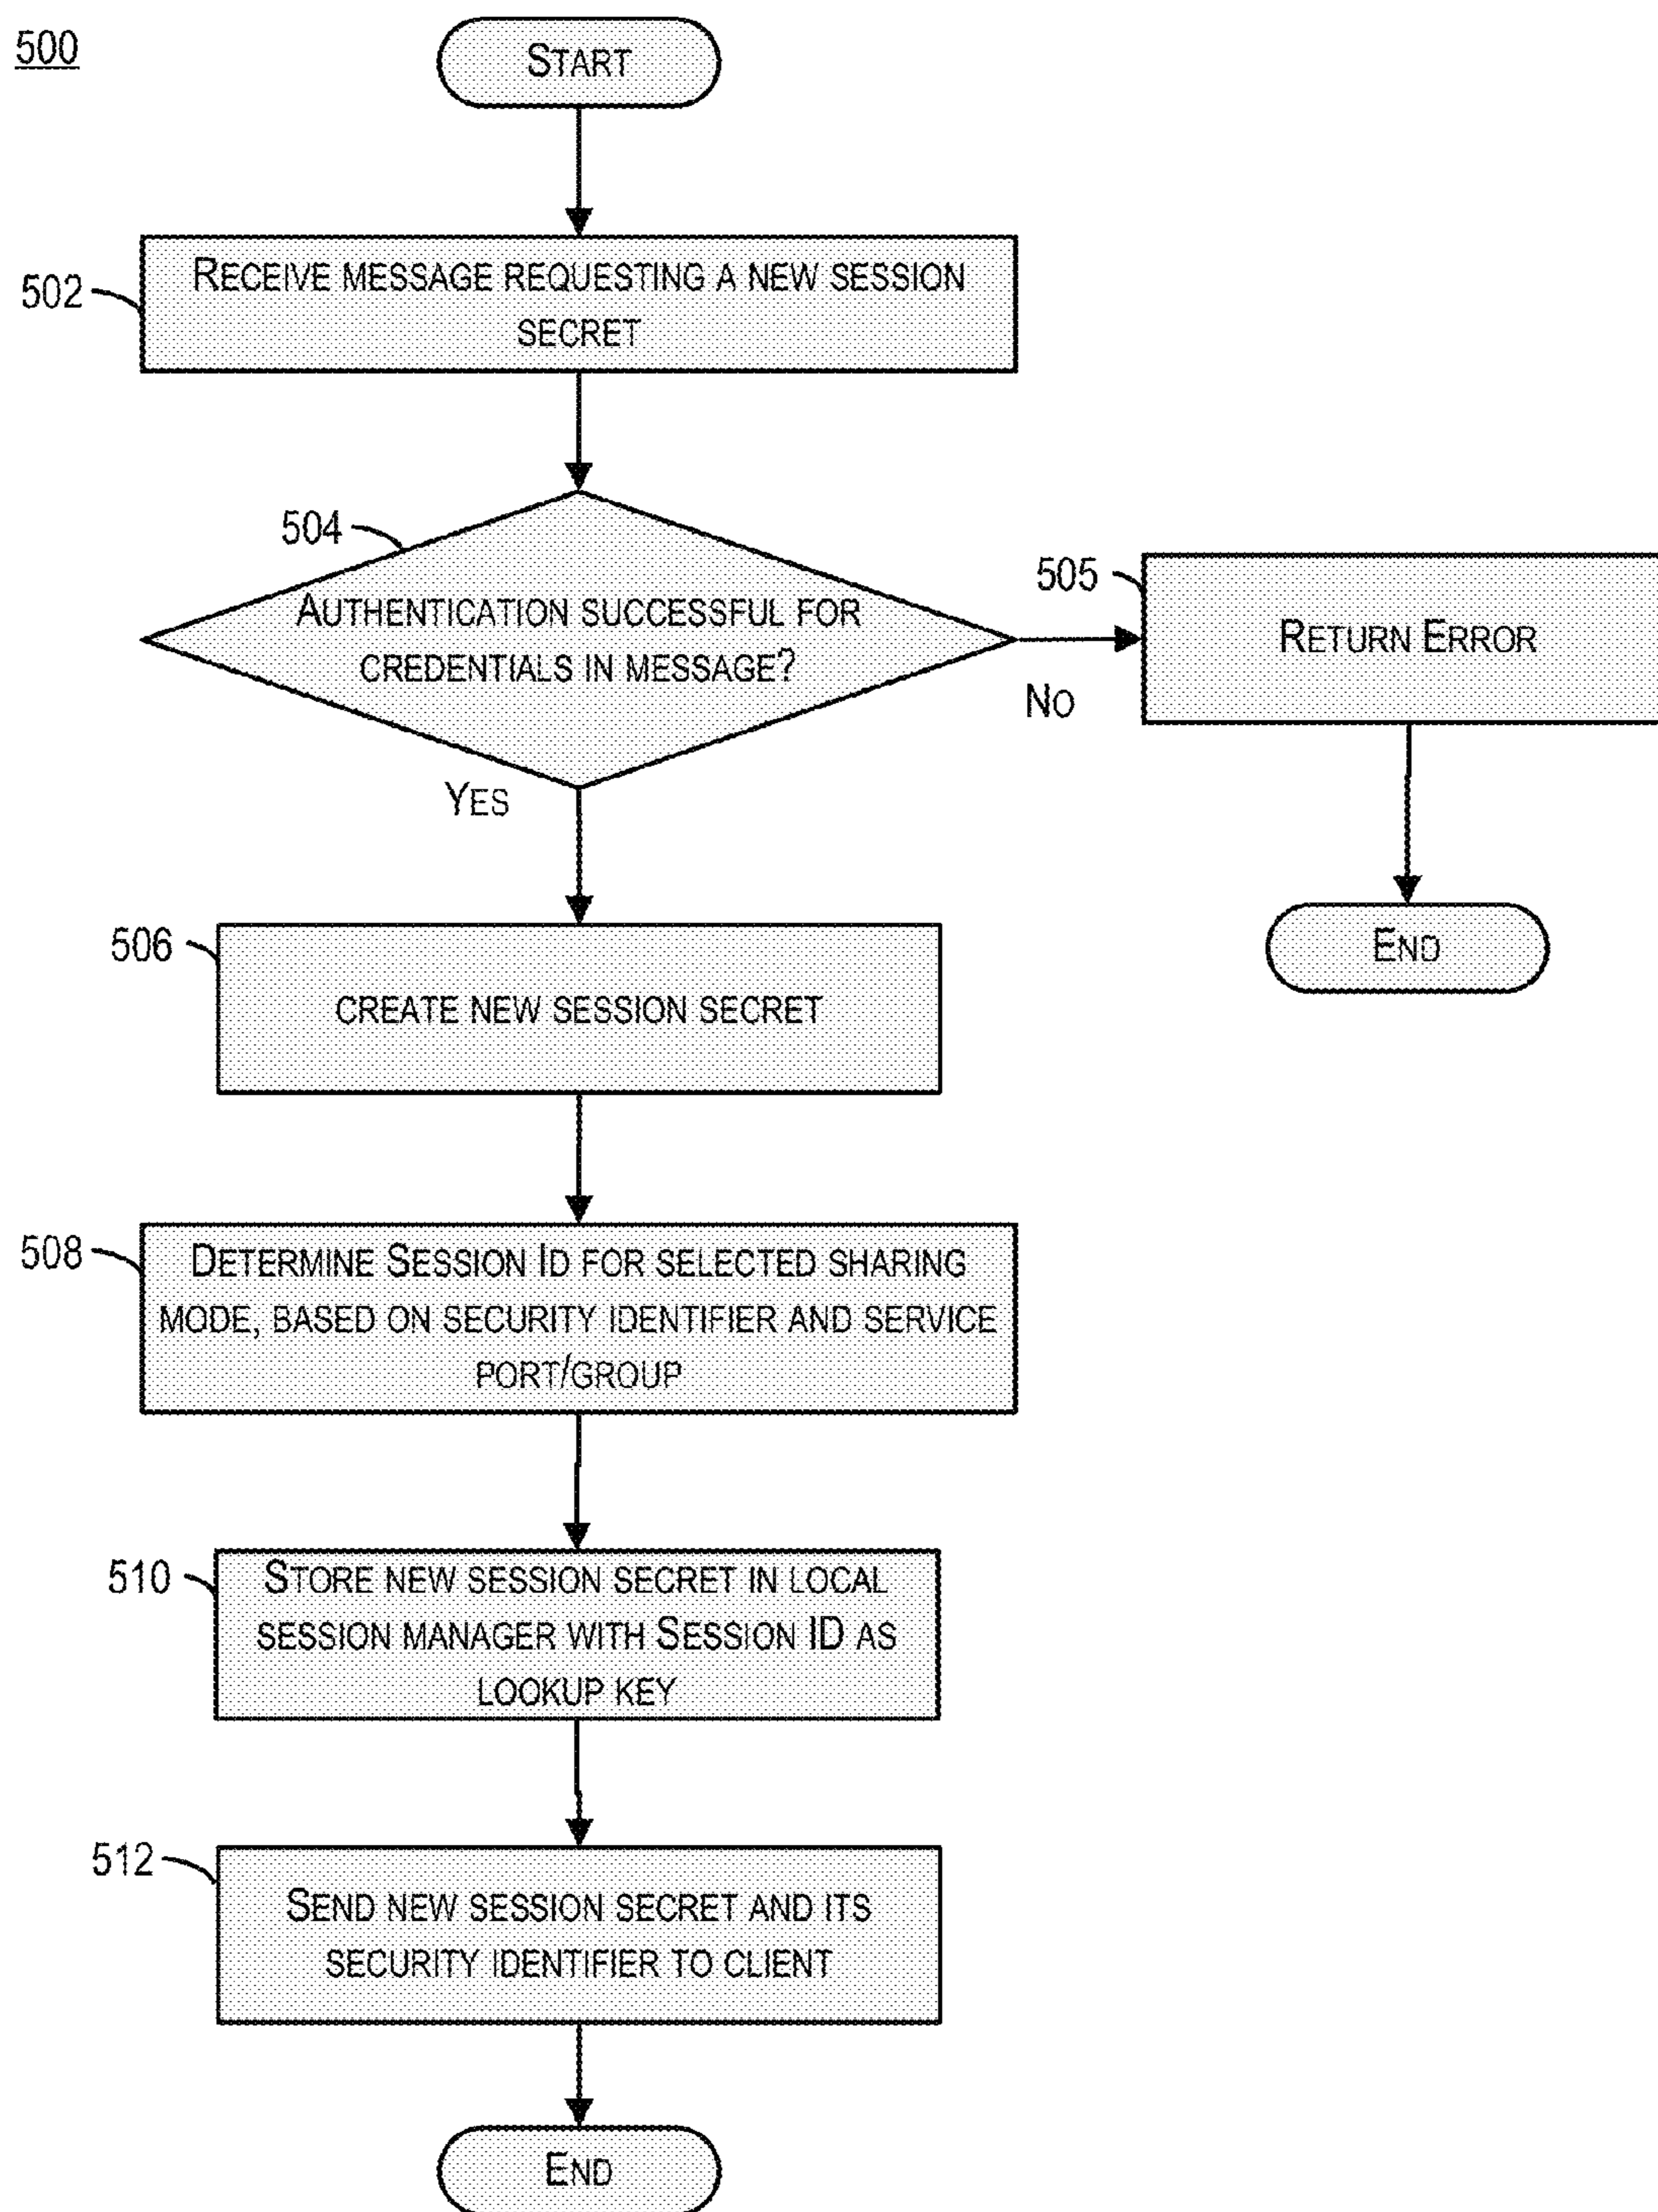 500
START
502
RECEIVE MESSAGE REQUESTING A NEW SESSION
SECRET
504
AUTHENTICATION SUCCESSFUL FOR
CREDENTIALS IN MESSAGE?
505
RETURN ERROR
NO
YES
END
506
CREATE NEW SESSION SECRET
508
DETERMINE SESSION ID FOR SELECTED SHARING
MODE, BASED ON SECURITY IDENTIFIER AND SERVICE
PORT/GROUP
510
STORE NEW SESSION SECRET IN LOCAL
SESSION MANAGER WITH SESSION ID AS
LOOKUP KEY
512
SEND NEW SESSION SECRET AND ITS
SECURITY IDENTIFIER TO CLIENT
END